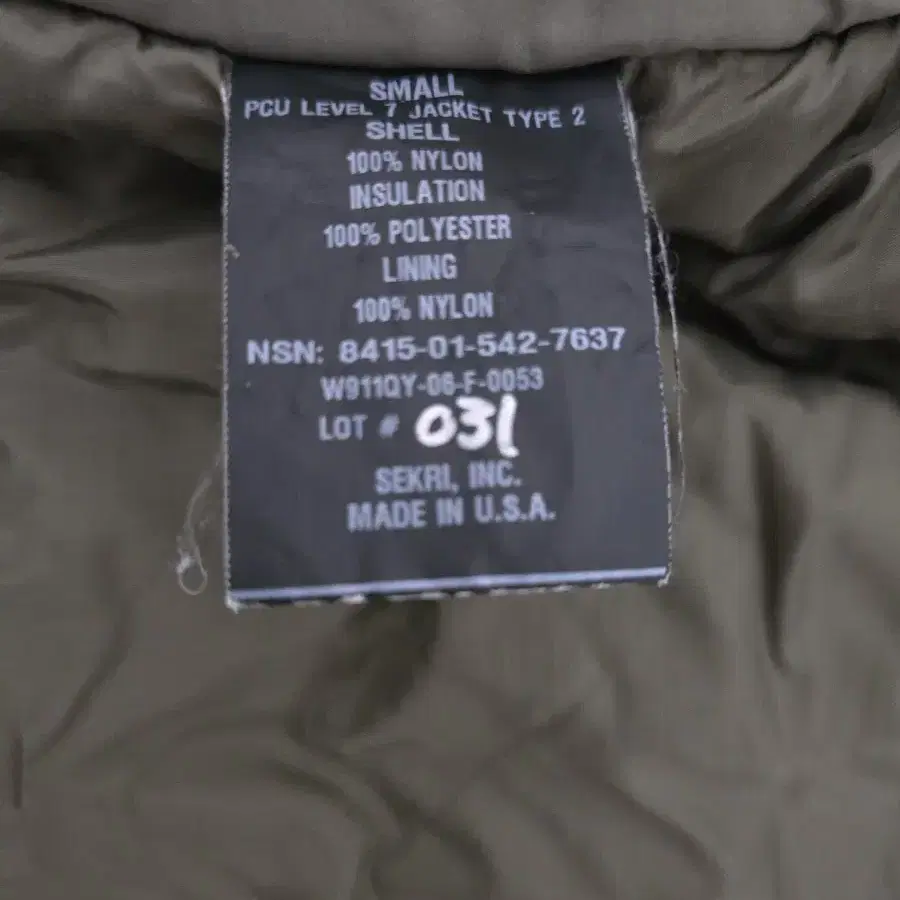 SMALL
PCU LEVEL 7 JACKET TYPE 2
SHELL
100% NYLON
INSULATION
100% POLYESTER
LINING
100% NYLON
NSN: 8415-01-542-7637
W911QY-06-F-0053
LOT # 031
SEKRI, INC.
MADE IN U.S.A.